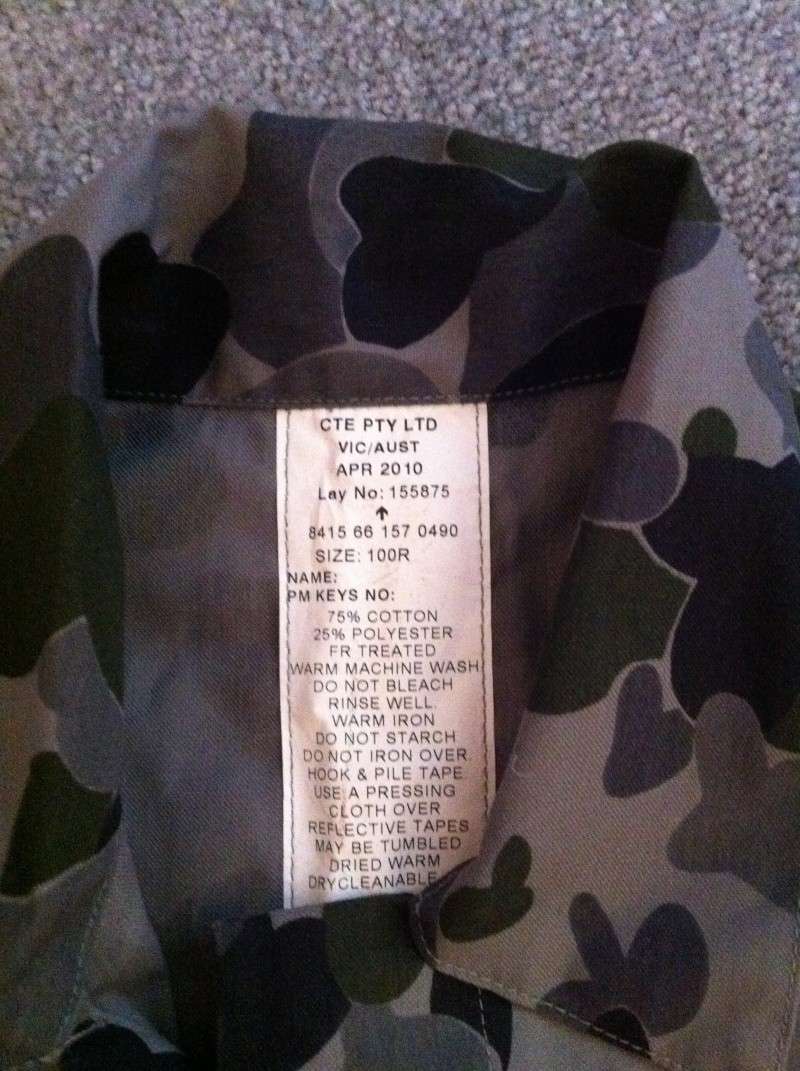 CTE PTY LTD
VIC/AUST
APR 2010
Lay No: 155875
↑
8415 66 157 0490
SIZE: 100R
NAME:
PM KEYS NO:
75% COTTON
25% POLYESTER
FR TREATED
WARM MACHINE WASH
DO NOT BLEACH
RINSE WELL.
WARM IRON
DO NOT STARCH
DO NOT IRON OVER
HOOK & PILE TAPE.
USE A PRESSING
CLOTH OVER
REFLECTIVE TAPES
MAY BE TUMBLED
DRIED WARM
DRYCLEANABLE